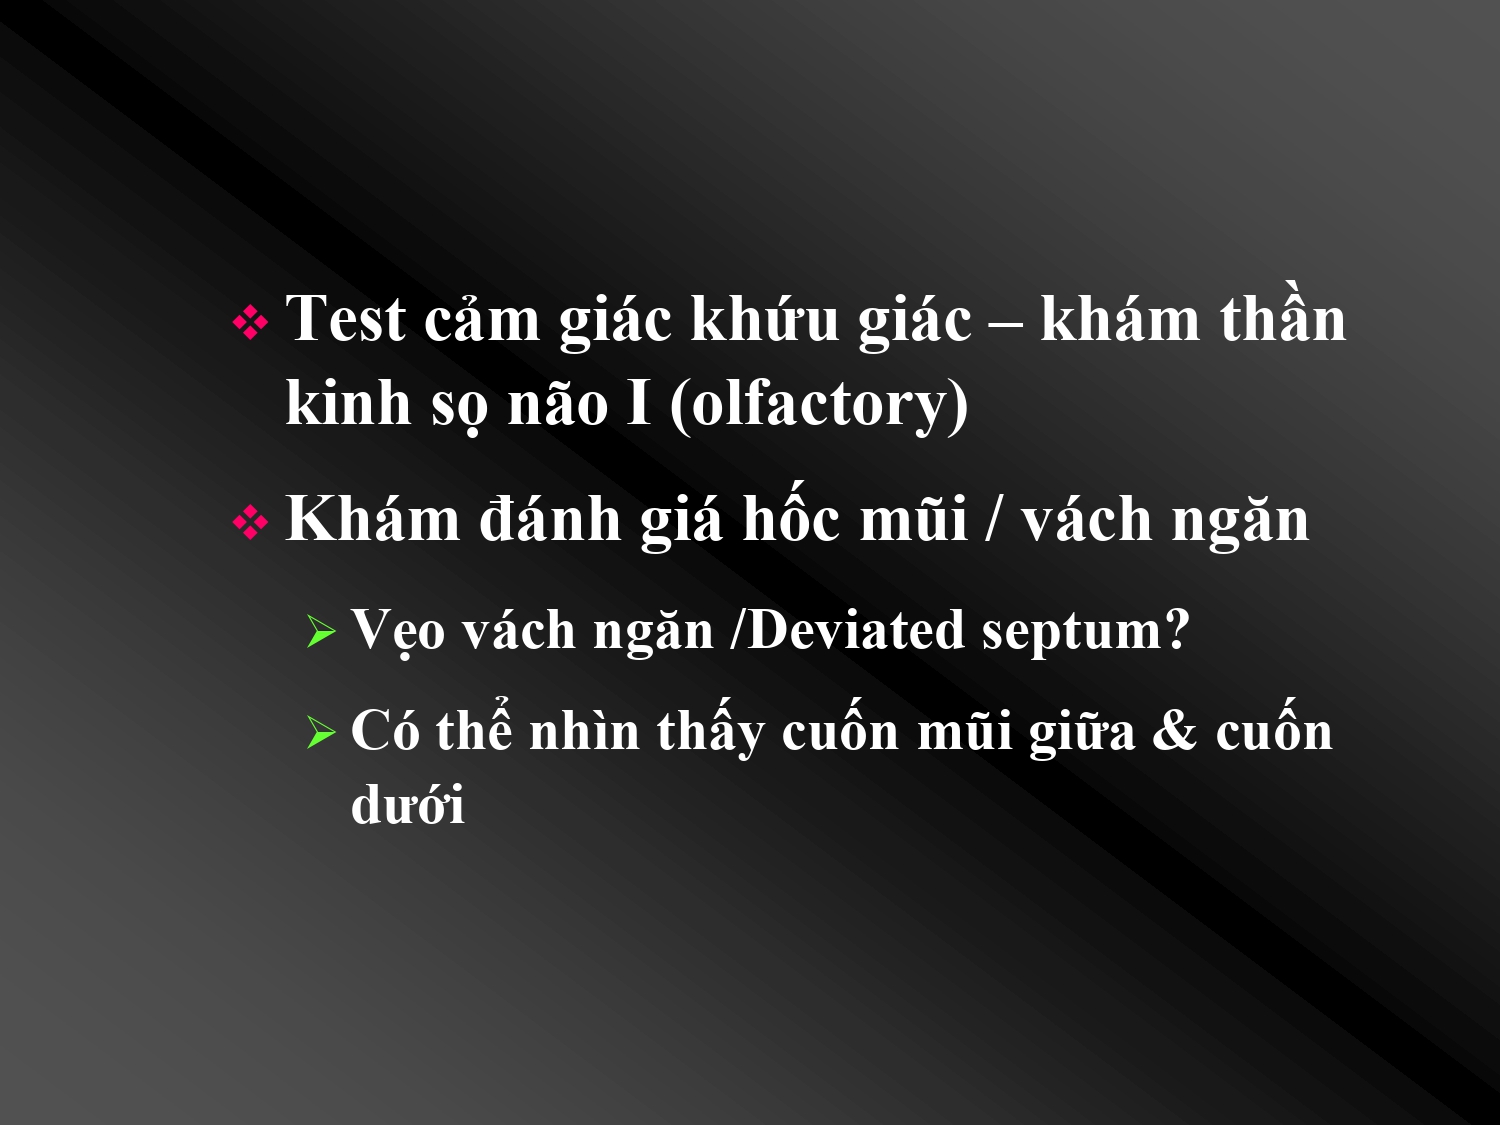 ❖ Test cảm giác khứu giác – khám thần
kinh sọ não I (olfactory)
❖ Khám đánh giá hốc mũi / vách ngăn
➢ Vẹo vách ngăn /Deviated septum?
➢ Có thể nhìn thấy cuốn mũi giữa & cuốn
dưới